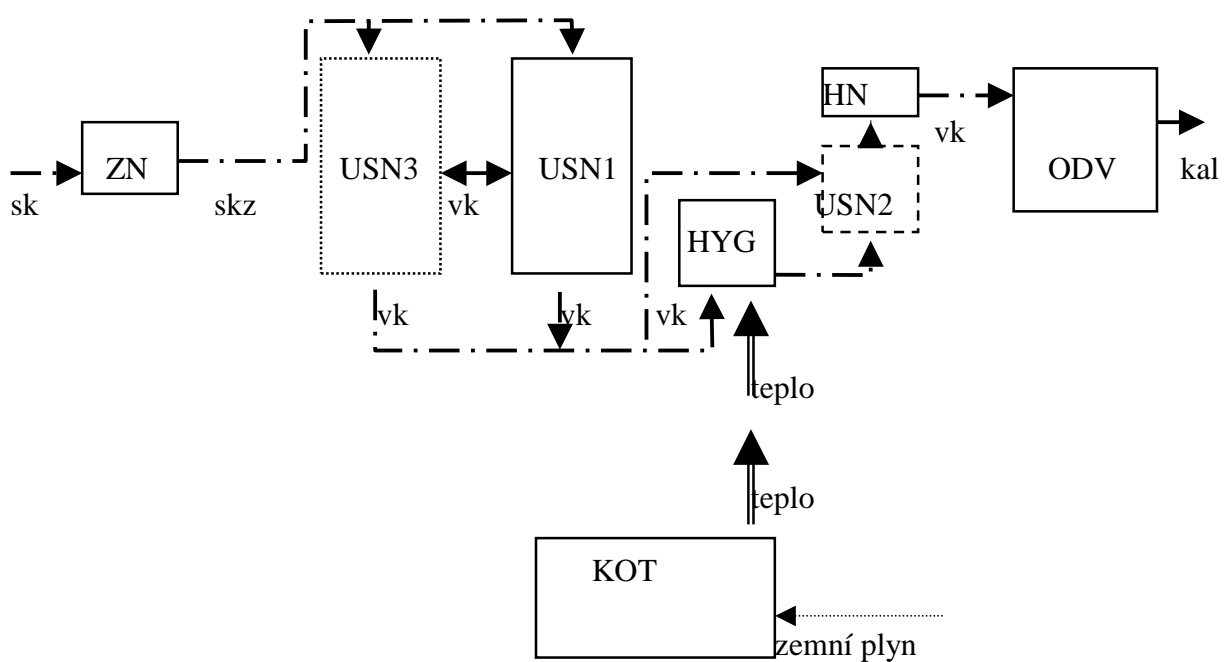 HN
vk
ZN
USN3
USN1
ODV
kal
sk
skz
vk
USN2
HYG
vk
vk
vk
teplo
teplo
KOT
zemní plyn